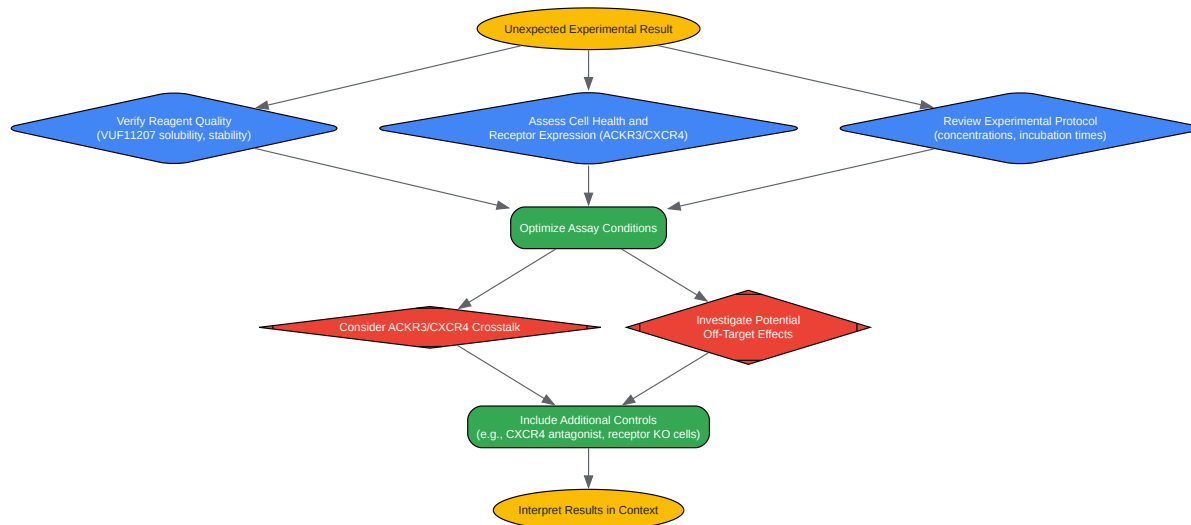 Unexpected Experimental Result
Verify Reagent Quality
(VUF11207 solubility, stability)
Assess Cell Health and
Receptor Expression (ACKR3/CXCR4)
Review Experimental Protocol
(concentrations, incubation times)
Optimize Assay Conditions
Consider ACKR3/CXCR4 Crosstalk
Investigate Potential
Off-Target Effects
Include Additional Controls
(e.g., CXCR4 antagonist, receptor KO cells)
Interpret Results in Context